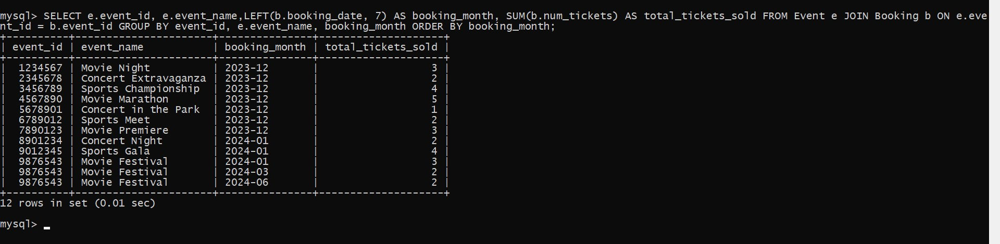 mysql> SELECT e.event_id, e.event_name,LEFT(b.booking_date, 7) AS booking_month, SUM(b.num_tickets) AS total_tickets_sold FROM Event e JOIN Booking b ON e.eve
nt_id = b.event_id GROUP BY event_id, e.event_name, booking_month ORDER BY booking_month;
+----------+----------------------+---------------+--------------------+
| event_id | event_name           | booking_month | total_tickets_sold |
+----------+----------------------+---------------+--------------------+
|  1234567 | Movie Night          | 2023-12       |                  3 |
|  2345678 | Concert Extravaganza | 2023-12       |                  2 |
|  3456789 | Sports Championship  | 2023-12       |                  4 |
|  4567890 | Movie Marathon       | 2023-12       |                  5 |
|  5678901 | Concert in the Park  | 2023-12       |                  1 |
|  6789012 | Sports Meet          | 2023-12       |                  2 |
|  7890123 | Movie Premiere       | 2023-12       |                  3 |
|  8901234 | Concert Night        | 2024-01       |                  2 |
|  9012345 | Sports Gala          | 2024-01       |                  4 |
|  9876543 | Movie Festival       | 2024-01       |                  3 |
|  9876543 | Movie Festival       | 2024-03       |                  2 |
|  9876543 | Movie Festival       | 2024-06       |                  2 |
+----------+----------------------+---------------+--------------------+
12 rows in set (0.01 sec)
mysql>